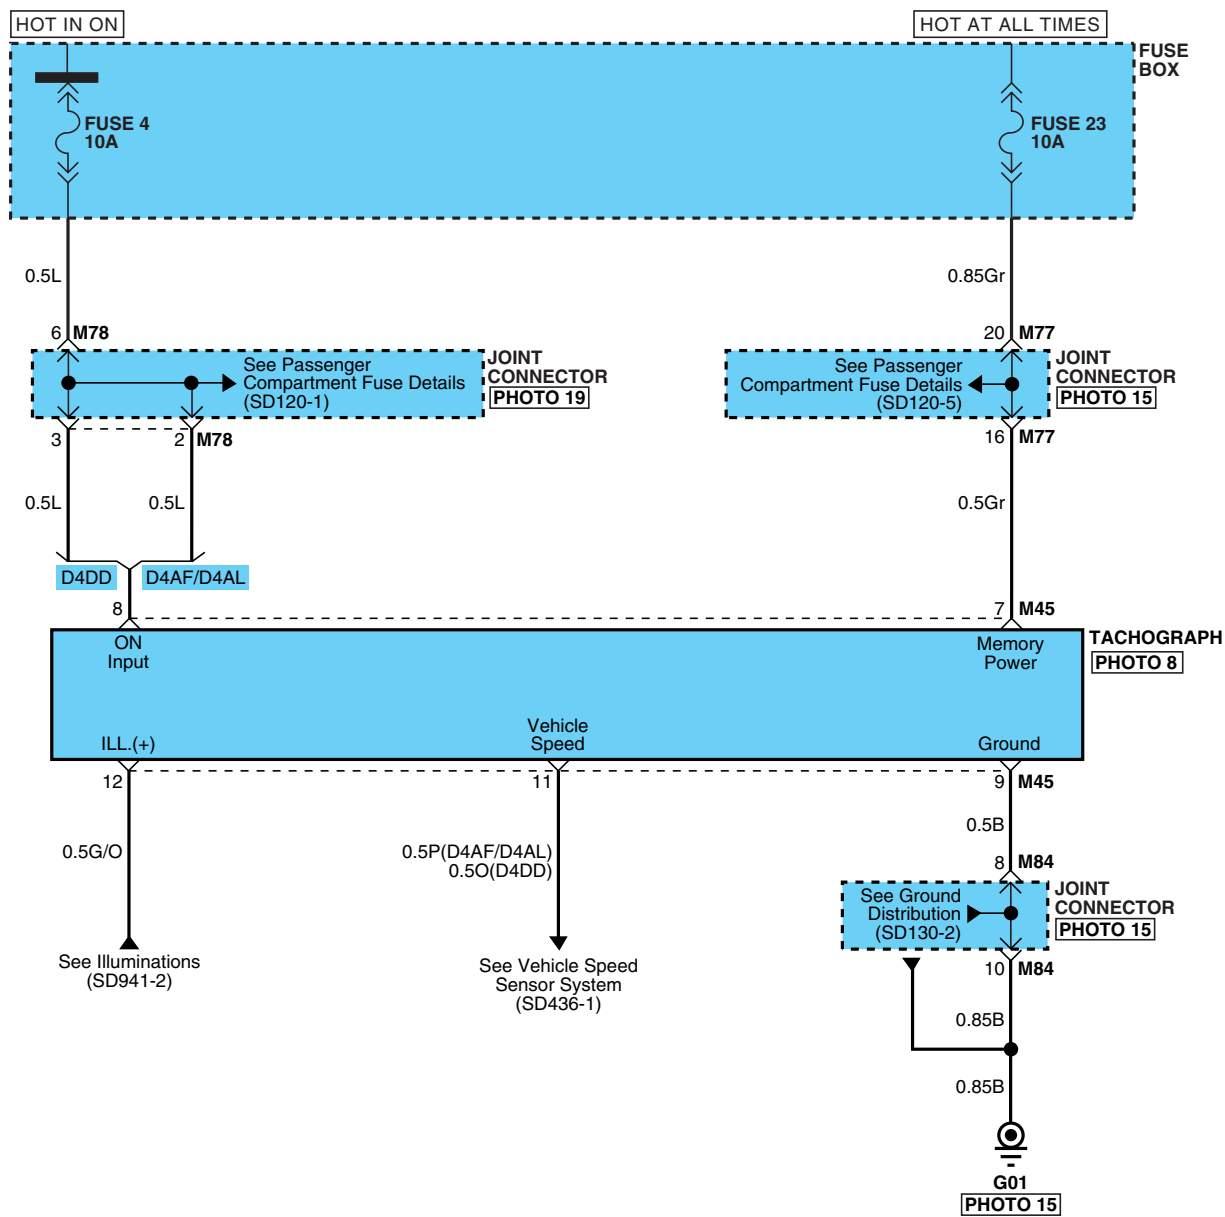 HOT IN ON
HOT AT ALL TIMES
FUSE
BOX
FUSE 4
10A
FUSE 23
10A
0.5L
0.85Gr
6 M78
20 M77
See Passenger
Compartment Fuse Details
(SD120-1)
JOINT
CONNECTOR
PHOTO 19
See Passenger
Compartment Fuse Details
(SD120-5)
JOINT
CONNECTOR
PHOTO 15
3
2 M78
16 M77
0.5L
0.5L
0.5Gr
D4DD
D4AF/D4AL
8
7 M45
ON
Input
Memory
Power
TACHOGRAPH
PHOTO 8
ILL.(+)
Vehicle
Speed
Ground
12
11
9 M45
0.5G/O
0.5P(D4AF/D4AL)
0.5O(D4DD)
0.5B
8 M84
See Ground
Distribution
(SD130-2)
JOINT
CONNECTOR
PHOTO 15
See Illuminations
(SD941-2)
See Vehicle Speed
Sensor System
(SD436-1)
10 M84
0.85B
0.85B
G01
PHOTO 15